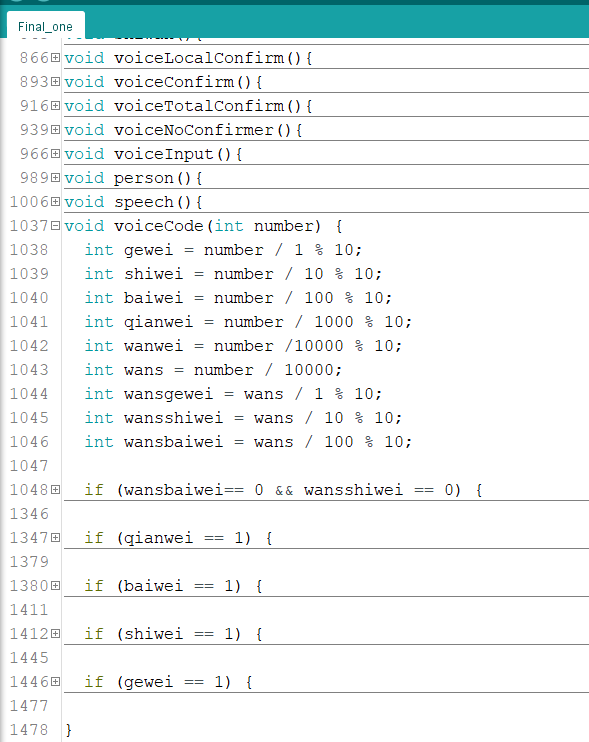 Final_one
866 void voiceLocalConfirm(){
893 void voiceConfirm(){
916 void voiceTotalConfirm(){
939 void voiceNoConfirmer(){
966 void voiceInput(){
989 void person(){
1006 void speech(){
1037 void voiceCode(int number) {
1038 int gewei = number / 1 % 10;
1039 int shiwei = number / 10 % 10;
1040 int baiwei = number / 100 % 10;
1041 int qianwei = number / 1000 % 10;
1042 int wanwei = number /10000 % 10;
1043 int wans = number / 10000;
1044 int wansgewei = wans / 1 % 10;
1045 int wansshiwei = wans / 10 % 10;
1046 int wansbaiwei = wans / 100 % 10;
1047
1048 if (wansbaiwei== 0 && wansshiwei == 0) {
1346
1347 if (qianwei == 1) {
1379
1380 if (baiwei == 1) {
1411
1412 if (shiwei == 1) {
1445
1446 if (gewei == 1) {
1477
1478 }